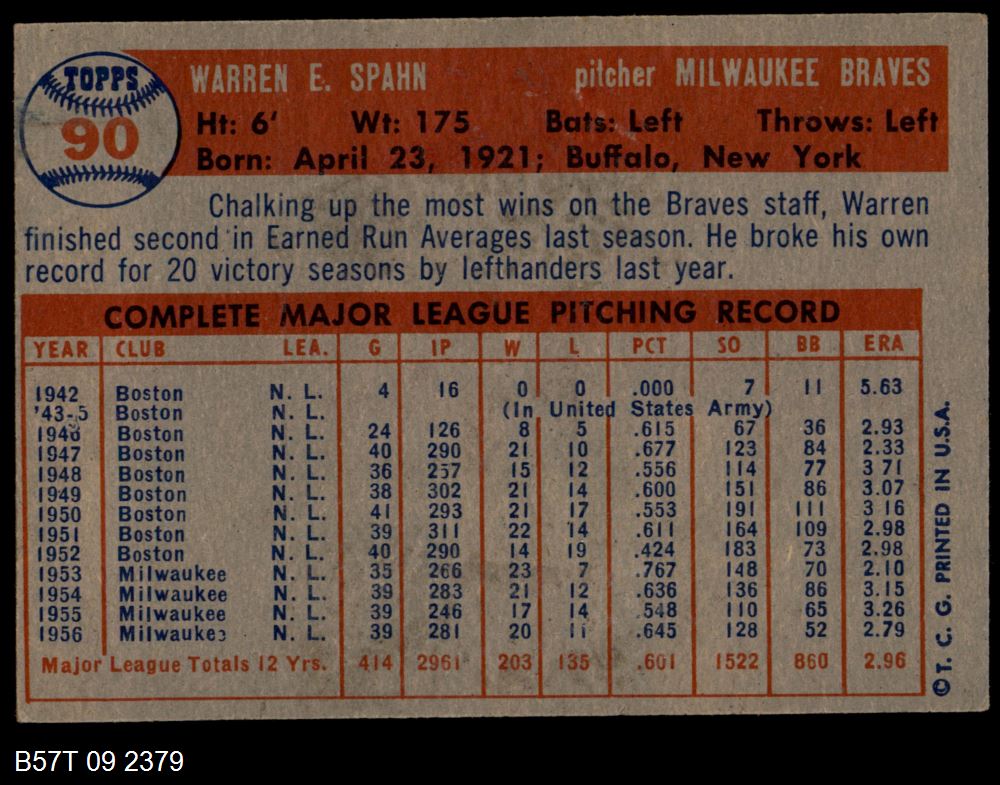 TOPPS
90
WARREN E. SPAHN pitcher MILWAUKEE BRAVES
Ht: 6' Wt: 175 Bats: Left Throws: Left
Born: April 23, 1921; Buffalo, New York
Chalking up the most wins on the Braves staff, Warren
finished second in Earned Run Averages last season. He broke his own
record for 20 victory seasons by lefthanders last year.
COMPLETE MAJOR LEAGUE PITCHING RECORD
YEAR CLUB LEA. G IP W L PCT SO BB ERA
1942 Boston N. L. 4 16 0 0 .000 7 11 5.63
'43-5 Boston N. L. (In United States Army)
1946 Boston N. L. 24 126 8 5 .615 67 36 2.93
1947 Boston N. L. 40 290 21 10 .677 123 84 2.33
1948 Boston N. L. 36 257 15 12 .556 114 77 3 71
1949 Boston N. L. 38 302 21 14 .600 151 86 3.07
1950 Boston N. L. 41 293 21 17 .553 191 111 3 16
1951 Boston N. L. 39 311 22 14 .611 164 109 2.98
1952 Boston N. L. 40 290 14 19 .424 183 73 2.98
1953 Milwaukee N. L. 35 266 23 7 .767 148 70 2.10
1954 Milwaukee N. L. 39 283 21 12 .636 136 86 3.15
1955 Milwaukee N. L. 39 246 17 14 .548 110 65 3.26
1956 Milwaukee N. L. 39 281 20 11 .645 128 52 2.79
Major League Totals 12 Yrs. 414 2961 203 135 .601 1522 860 2.96
©T. C. G. PRINTED IN U.S.A.
B57T 09 2379